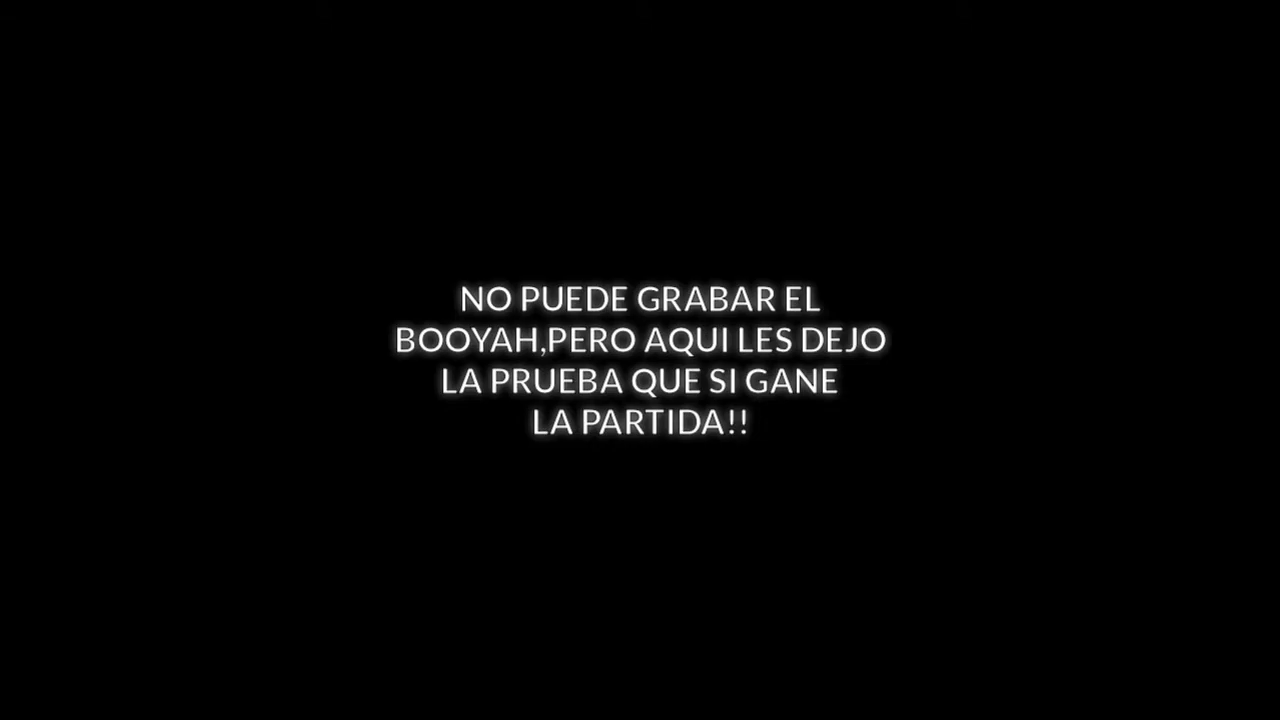 NO PUEDE GRABAR EL
BOOYAH,PERO AQUI LES DEJO
LA PRUEBA QUE SI GANE
LA PARTIDA!!